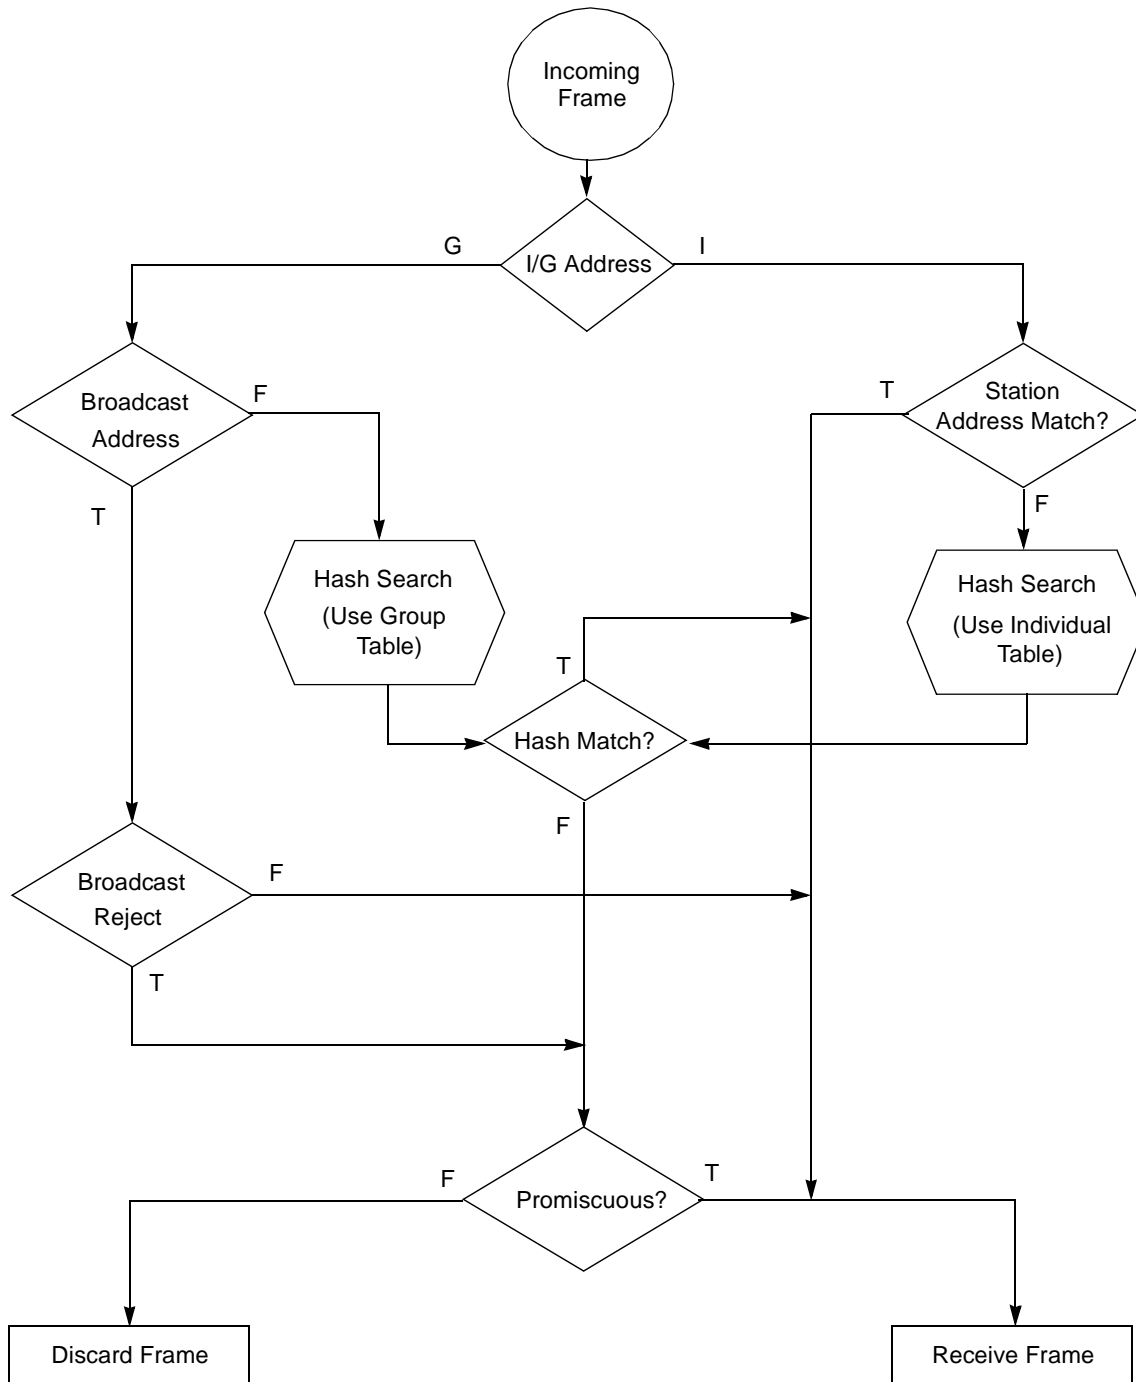 Incoming
Frame
G
I/G Address
I
Broadcast
Address
F
T
Station
Address Match?
T
F
Hash Search
(Use Group
Table)
Hash Search
(Use Individual
Table)
T
Hash Match?
F
Broadcast
Reject
F
T
F
Promiscuous?
T
Discard Frame
Receive Frame